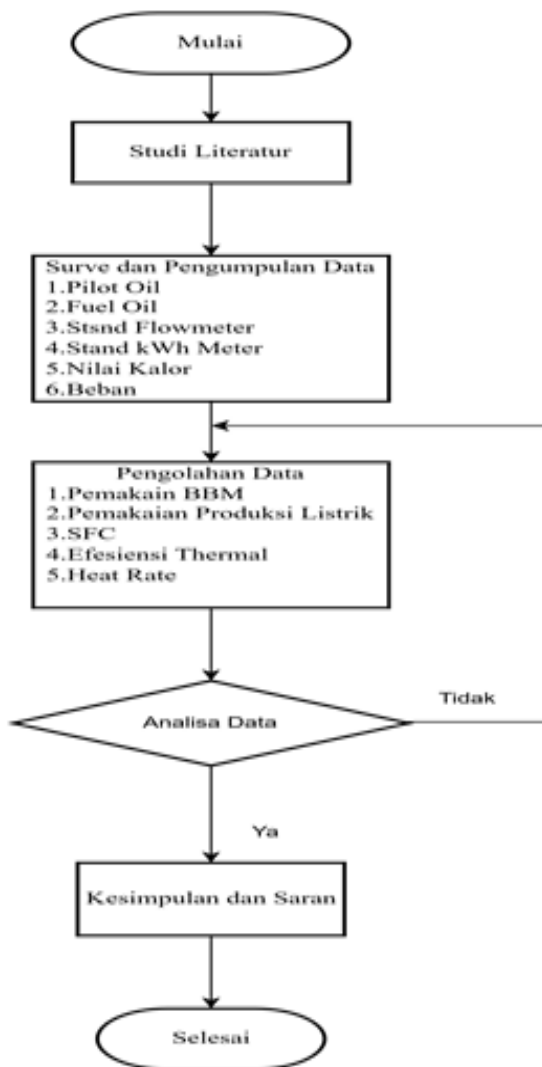 Mulai
Studi Literatur
Surve dan Pengumpulan Data
1.Pilot Oil
2.Fuel Oil
3.Stsnd Flowmeter
4.Stand kWh Meter
5.Nilai Kalor
6.Beban
Pengolahan Data
1.Pemakain BBM
2.Pemakaian Produksi Listrik
3.SFC
4.Efesiensi Thermal
5.Heat Rate
Analisa Data
Tidak
Ya
Kesimpulan dan Saran
Selesai